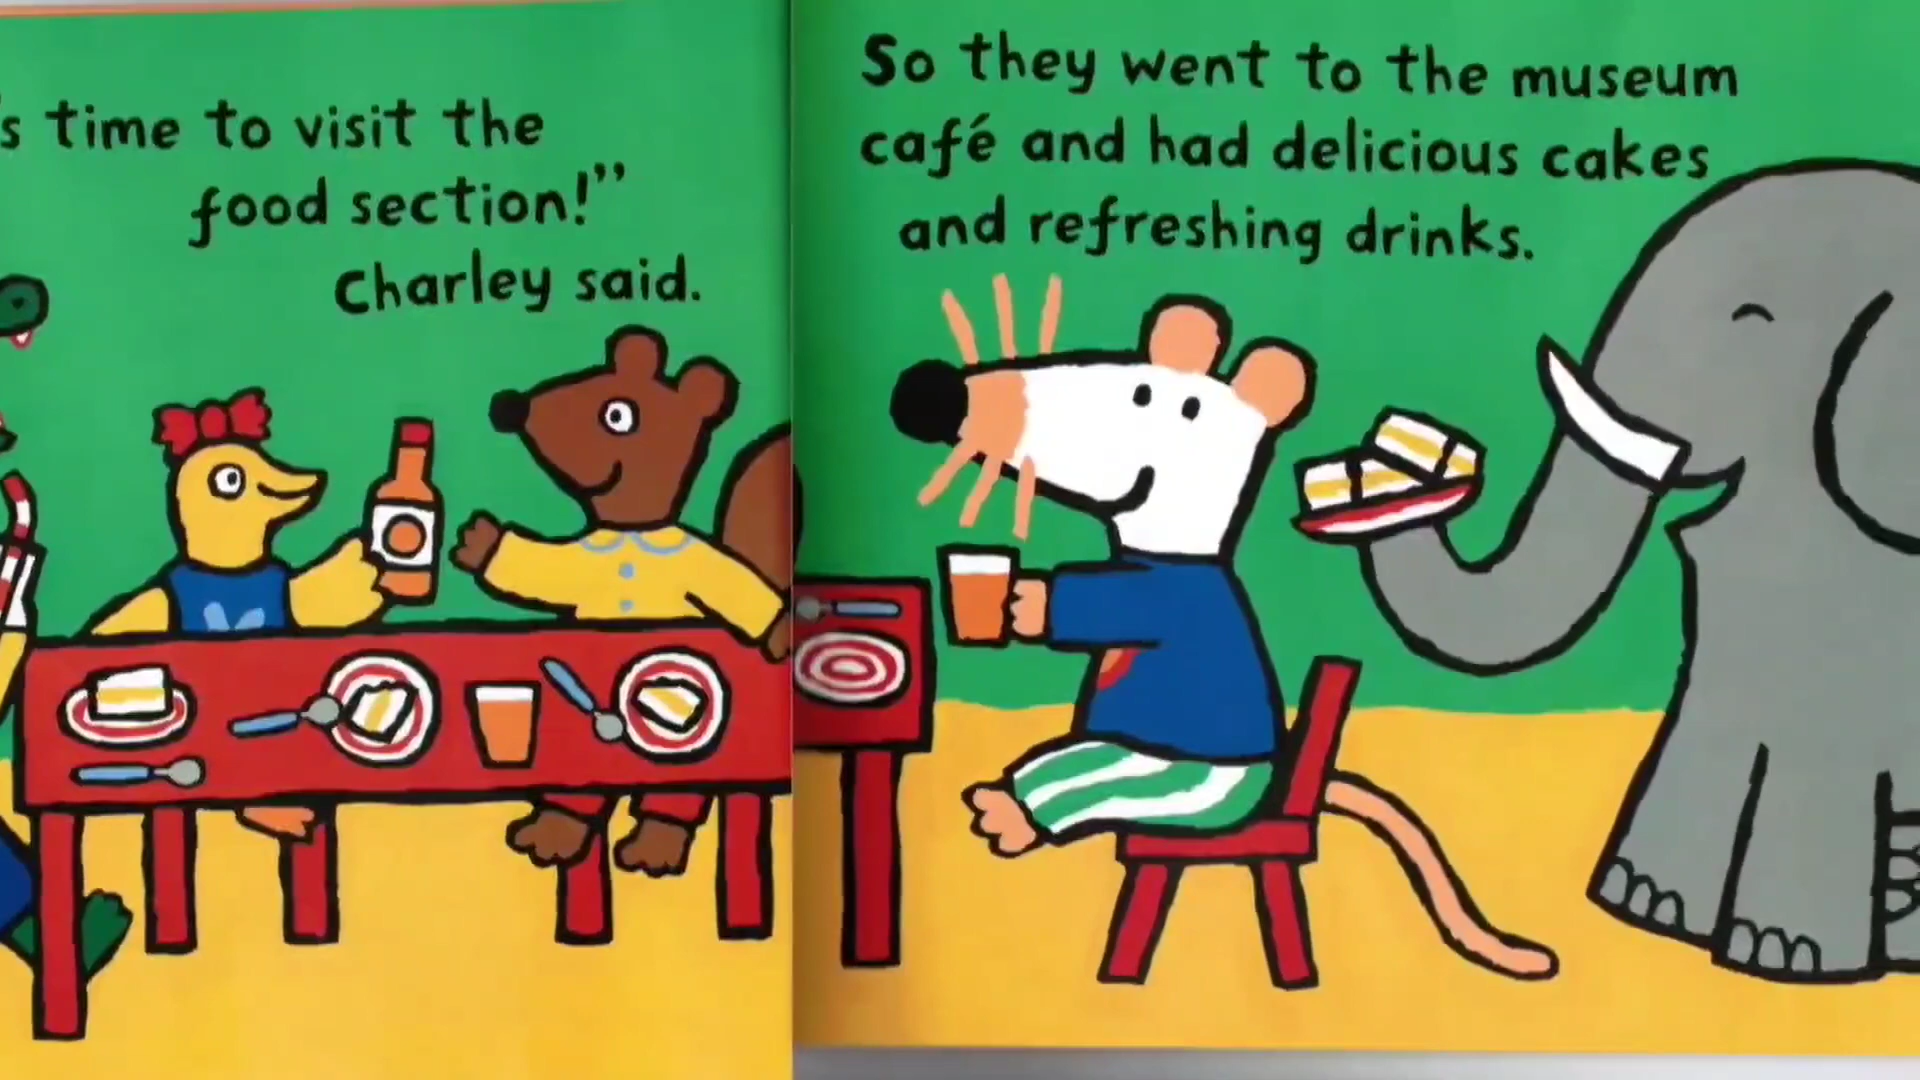 s time to visit the
food section!”
Charley said.
So they went to the museum
café and had delicious cakes
and refreshing drinks.